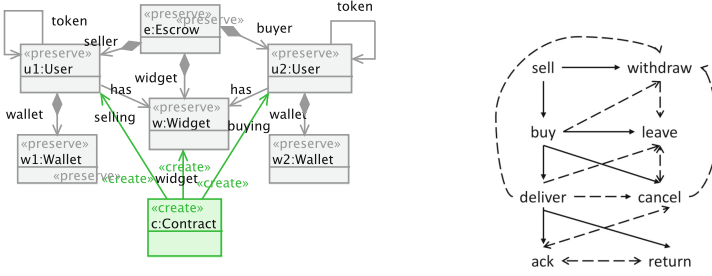 token
«preserve»
e:Escrow
«preserve»
token
seller
buyer
«preserve»
u1:User
«preserve»
u2:User
widget
has
has
wallet
«preserve»
w:Widget
wallet
selling
buying
«preserve»
w1:Wallet
«preserve»
«preserve»
w2:Wallet
«create»
«create»
widget
«create»
«create»
c:Contract
sell
withdraw
buy
leave
deliver
cancel
ack
return